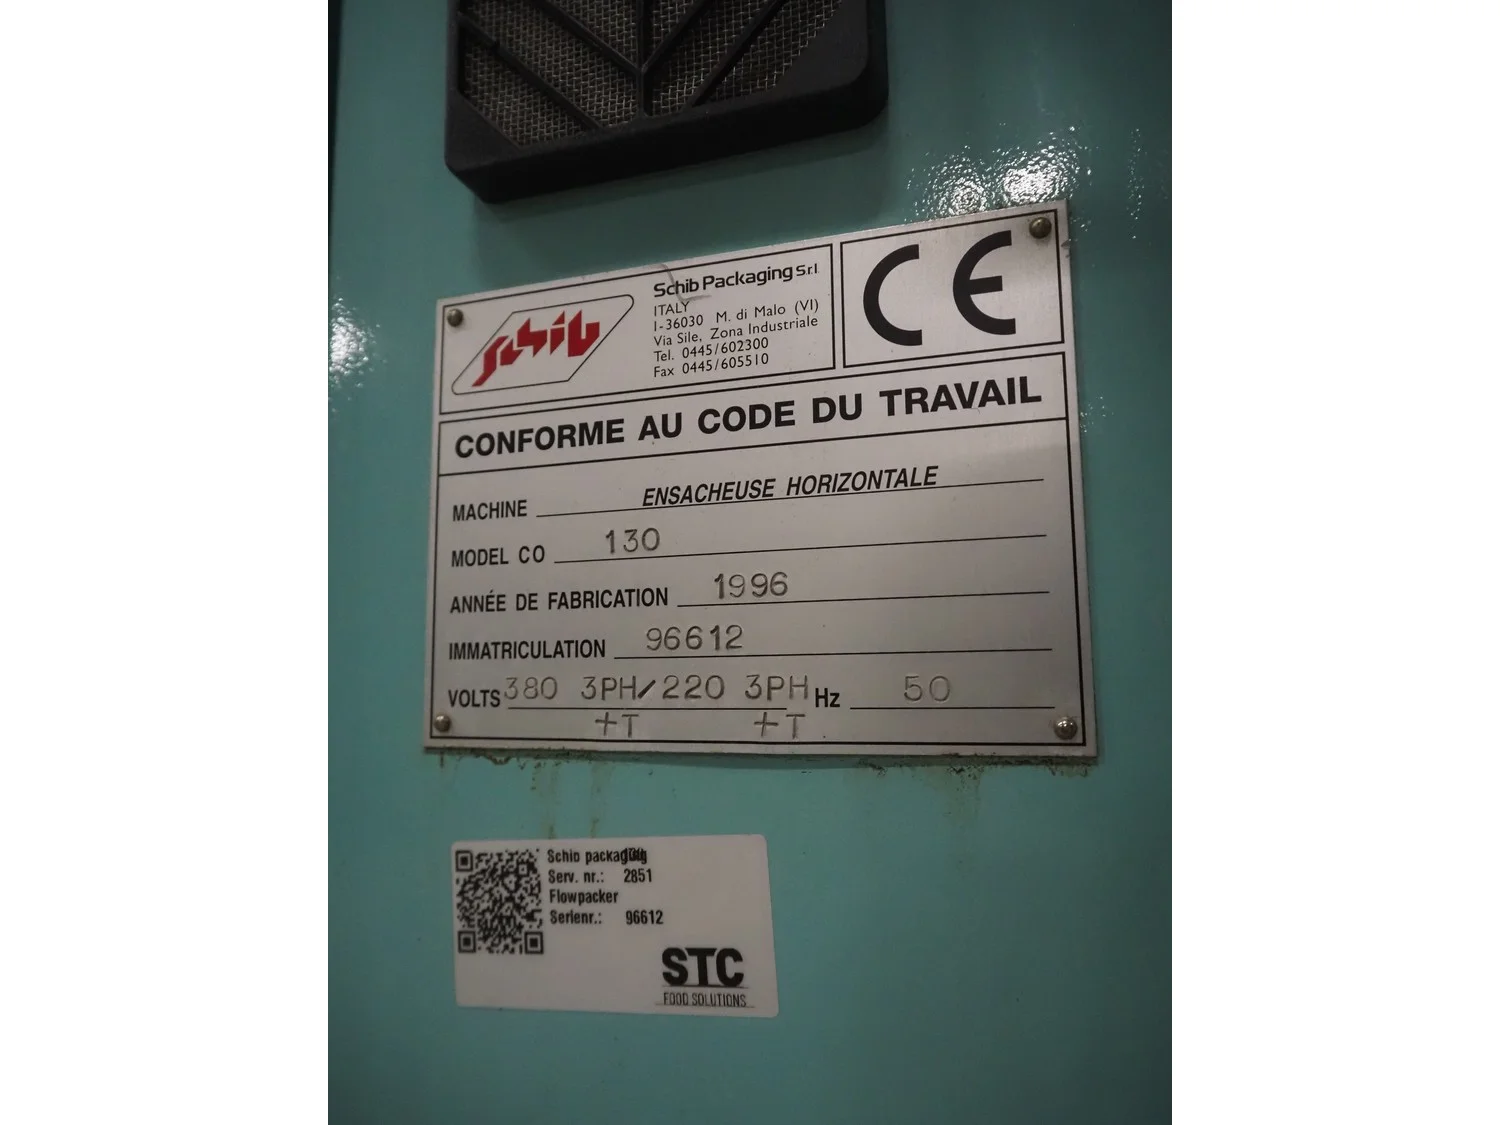 schib
Schib Packaging S.r.l.
ITALY
I-36030 M. di Malo (VI)
Via Sile, Zona Industriale
Tel. 0445/602300
Fax 0445/605510
CE
CONFORME AU CODE DU TRAVAIL
MACHINE ENSACHEUSE HORIZONTALE
MODEL CO 130
ANNÉE DE FABRICATION 1996
IMMATRICULATION 96612
VOLTS 380 3PH/220 3PH Hz 50
+T +T
Schib
Serv. nr.: 2851
Flowpacker
Serienr.: 96612
STC
FOOD SOLUTIONS